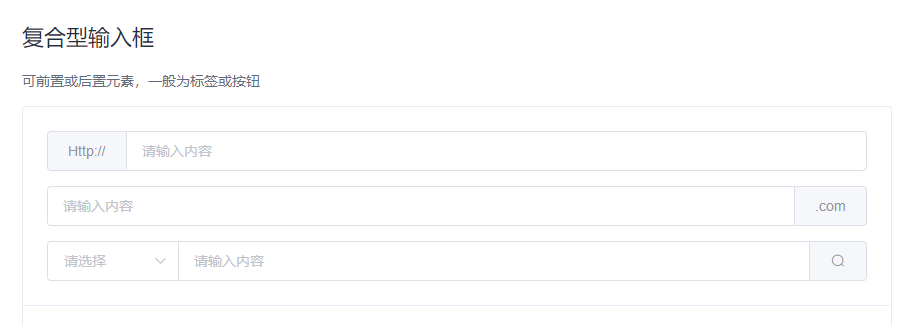 复合型输入框
可前置或后置元素，一般为标签或按钮
Http:// 请输入内容
请输入内容 .com
请选择 请输入内容